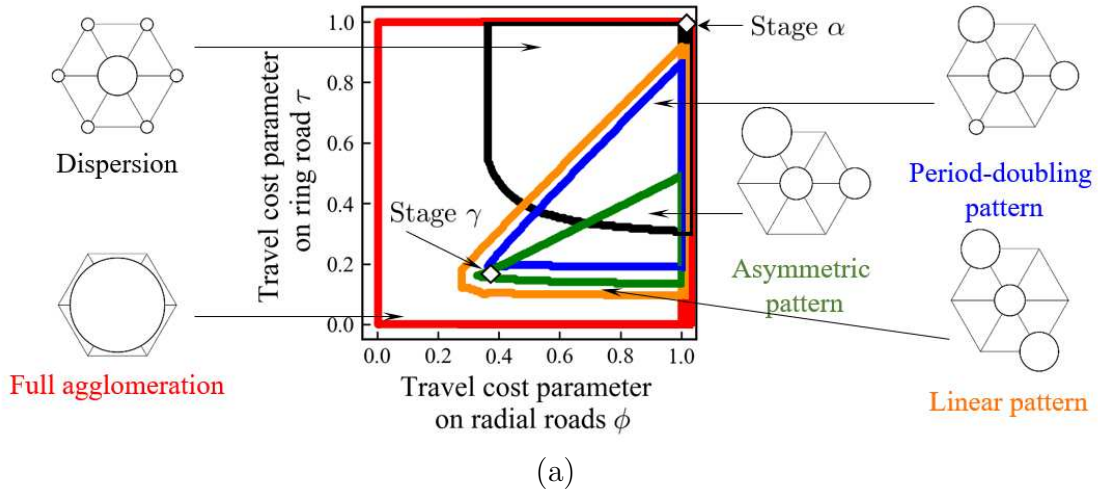 Dispersion
Full agglomeration
Travel cost parameter
on ring road τ
1.0
0.8
0.6
0.4
0.2
0.0
0.0
0.2
0.4
0.6
0.8
1.0
Travel cost parameter
on radial roads ϕ
Stage α
Stage γ
Period-doubling
pattern
Asymmetric
pattern
Linear pattern
(a)